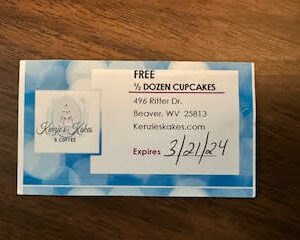 FREE
½ DOZEN CUPCAKES
496 Ritter Dr.
Beaver, WV 25813
Kenzieskakes.com
Expires 3/21/24
Kenzie's Kakes
& COFFEE